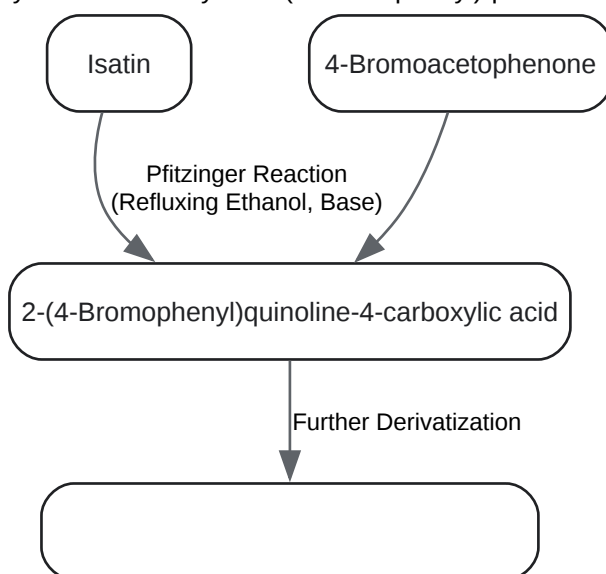 Isatin
4-Bromoacetophenone
Pfitzinger Reaction
(Refluxing Ethanol, Base)
2-(4-Bromophenyl)quinoline-4-carboxylic acid
Further Derivatization